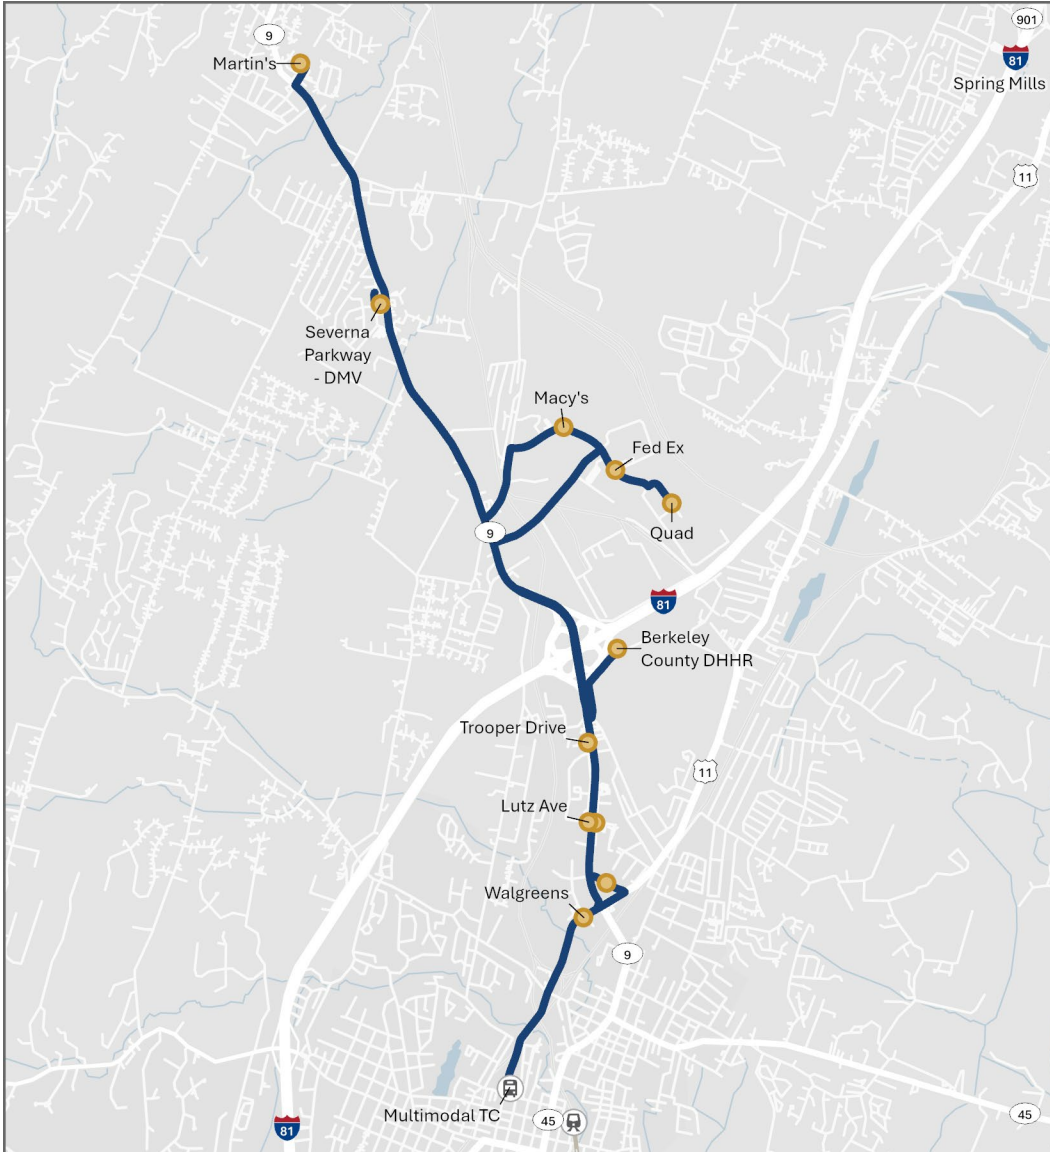 901
9
Martin's
81
Spring Mills
11
Severna
Parkway
- DMV
Macy's
Fed Ex
Quad
9
81
Berkeley
County DHHR
Trooper Drive
11
Lutz Ave
Walgreens
9
Multimodal TC
45
45
81